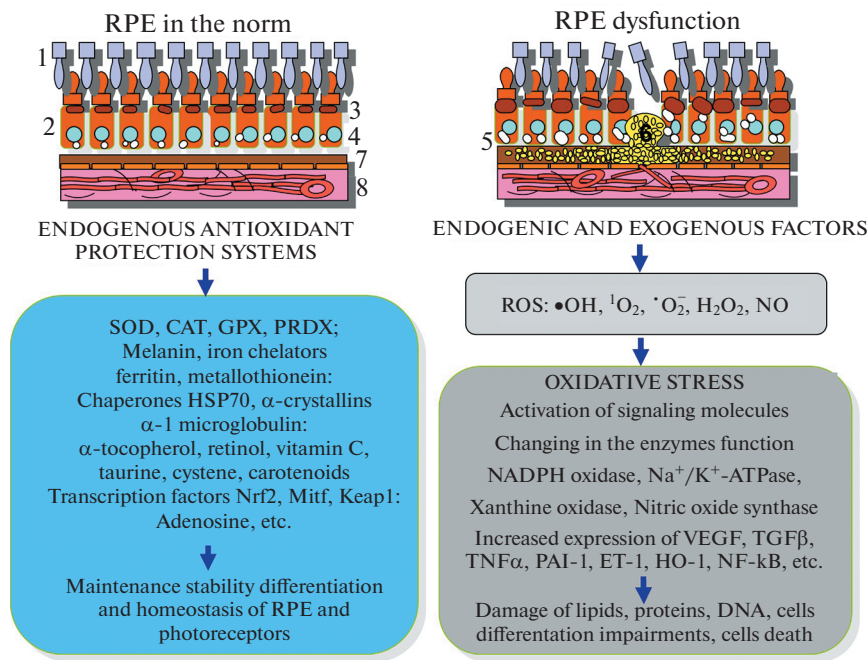 RPE in the norm
1
2
3
4
7
8
ENDOGENOUS ANTIOXIDANT
PROTECTION SYSTEMS
SOD, CAT, GPX, PRDX;
Melanin, iron chelators
ferritin, metallothionein:
Chaperones HSP70, α-crystallins
α-1 microglobulin:
α-tocopherol, retinol, vitamin C,
taurine, cystene, carotenoids
Transcription factors Nrf2, Mitf, Keap1:
Adenosine, etc.
Maintenance stability differentiation
and homeostasis of RPE and
photoreceptors
RPE dysfunction
5
6
ENDOGENIC AND EXOGENOUS FACTORS
ROS: •OH, ¹O₂, ˙O₂⁻, H₂O₂, NO
OXIDATIVE STRESS
Activation of signaling molecules
Changing in the enzymes function
NADPH oxidase, Na⁺/K⁺-ATPase,
Xanthine oxidase, Nitric oxide synthase
Increased expression of VEGF, TGFβ,
TNFα, PAI-1, ET-1, HO-1, NF-kB, etc.
Damage of lipids, proteins, DNA, cells
differentation impairments, cells death